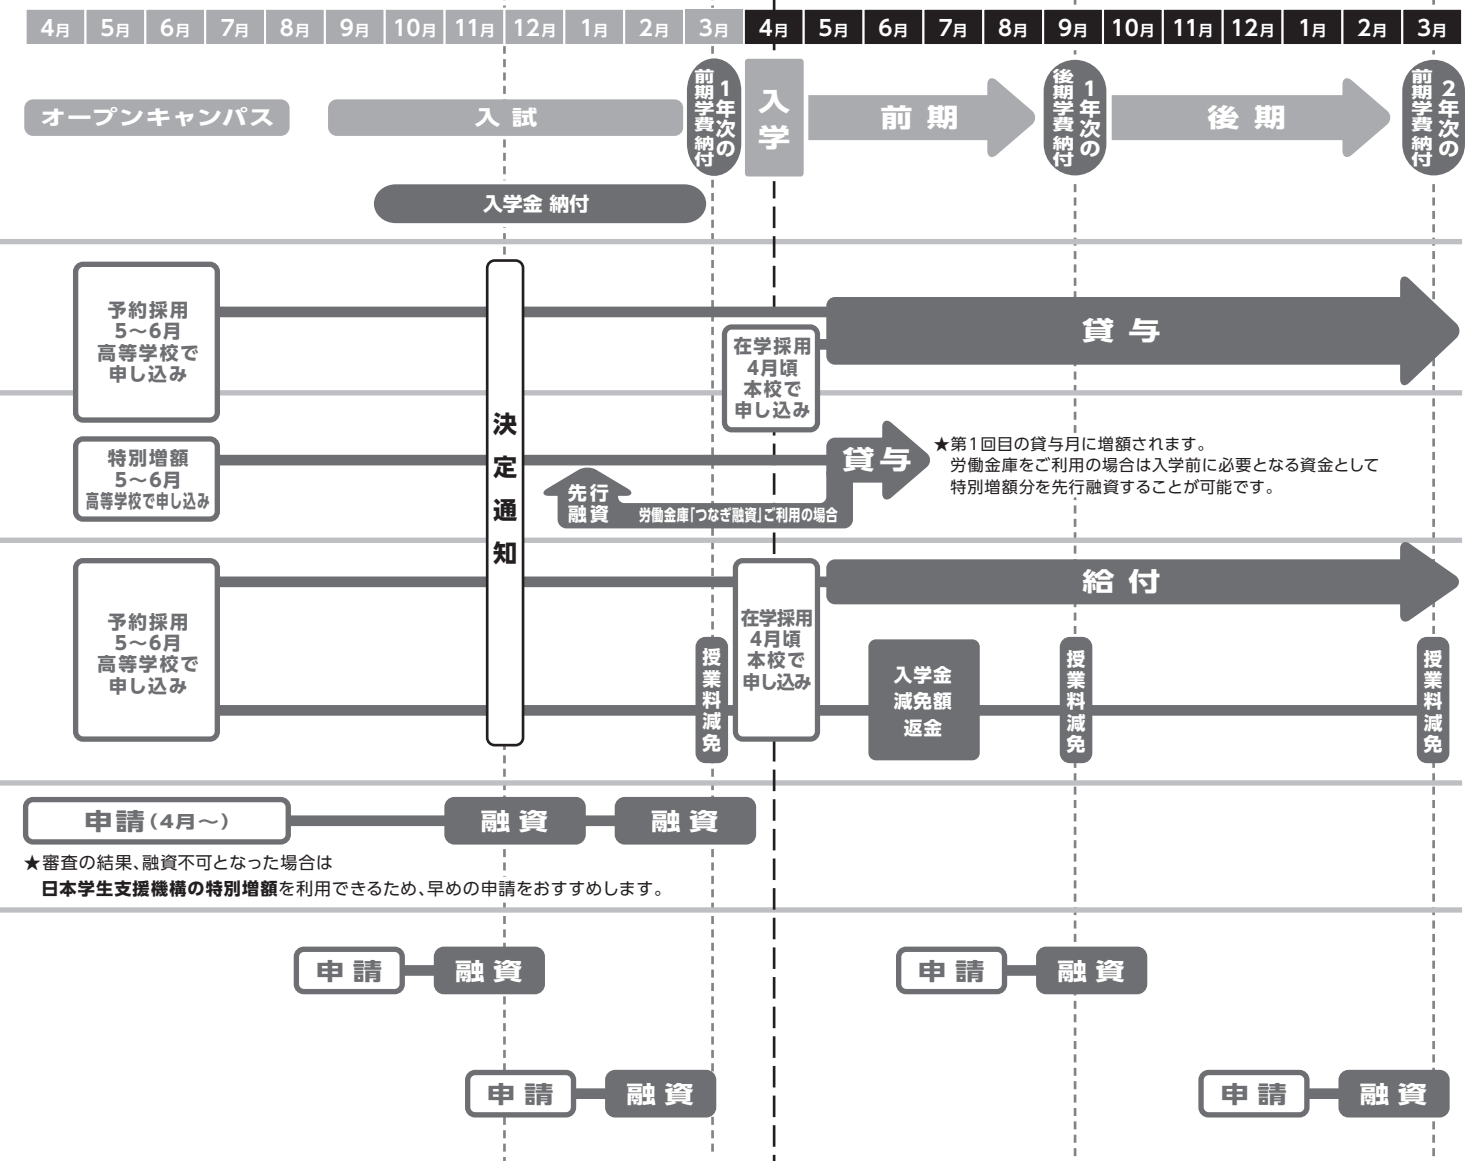 4月 5月 6月 7月 8月 9月 10月 11月 12月 1月 2月 3月 4月 5月 6月 7月 8月 9月 10月 11月 12月 1月 2月 3月
オープンキャンパス
入 試
1年次の
前期学費 納付
入学
前 期
1年次の
後期学費 納付
後 期
2年次の
前期学費 納付
入学金 納付
予約採用
5〜6月
高等学校で
申し込み
決定通知
在学採用
4月頃
本校で
申し込み
貸 与
特別増額
5〜6月
高等学校で申し込み
先行
融資
労働金庫「つなぎ融資」ご利用の場合
貸与
★第1回目の貸与月に増額されます。
労働金庫をご利用の場合は入学前に必要となる資金として
特別増額分を先行融資することが可能です。
予約採用
5〜6月
高等学校で
申し込み
授業料減免
在学採用
4月頃
本校で
申し込み
給 付
入学金
減免額
返金
授業料減免
授業料減免
申請(4月〜)
融 資
融 資
★審査の結果、融資不可となった場合は
日本学生支援機構の特別増額を利用できるため、早めの申請をおすすめします。
申 請
融 資
申 請
融 資
申 請
融 資
申 請
融 資